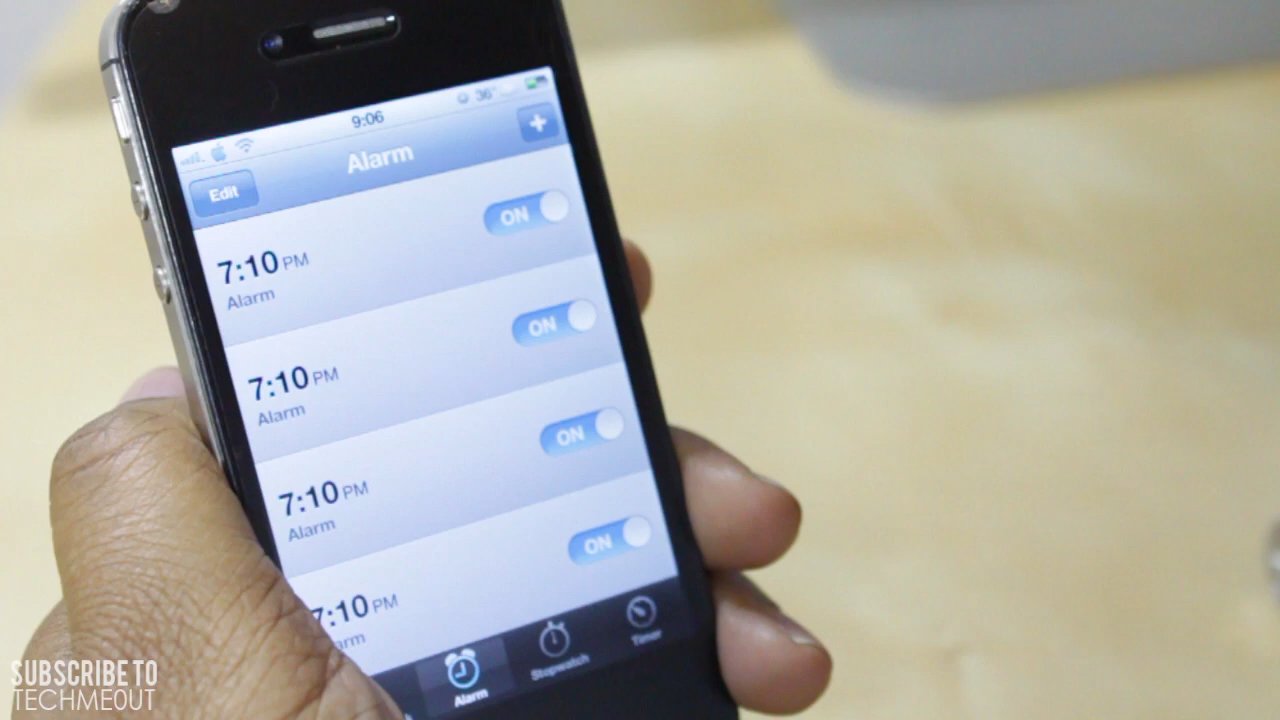 9:06
36°
+
Edit
Alarm
ON
7:10 PM
Alarm
ON
7:10 PM
Alarm
ON
7:10 PM
Alarm
ON
7:10 PM
Alarm
Stopwatch
Timer
SUBSCRIBE TO
TECHMEOUT